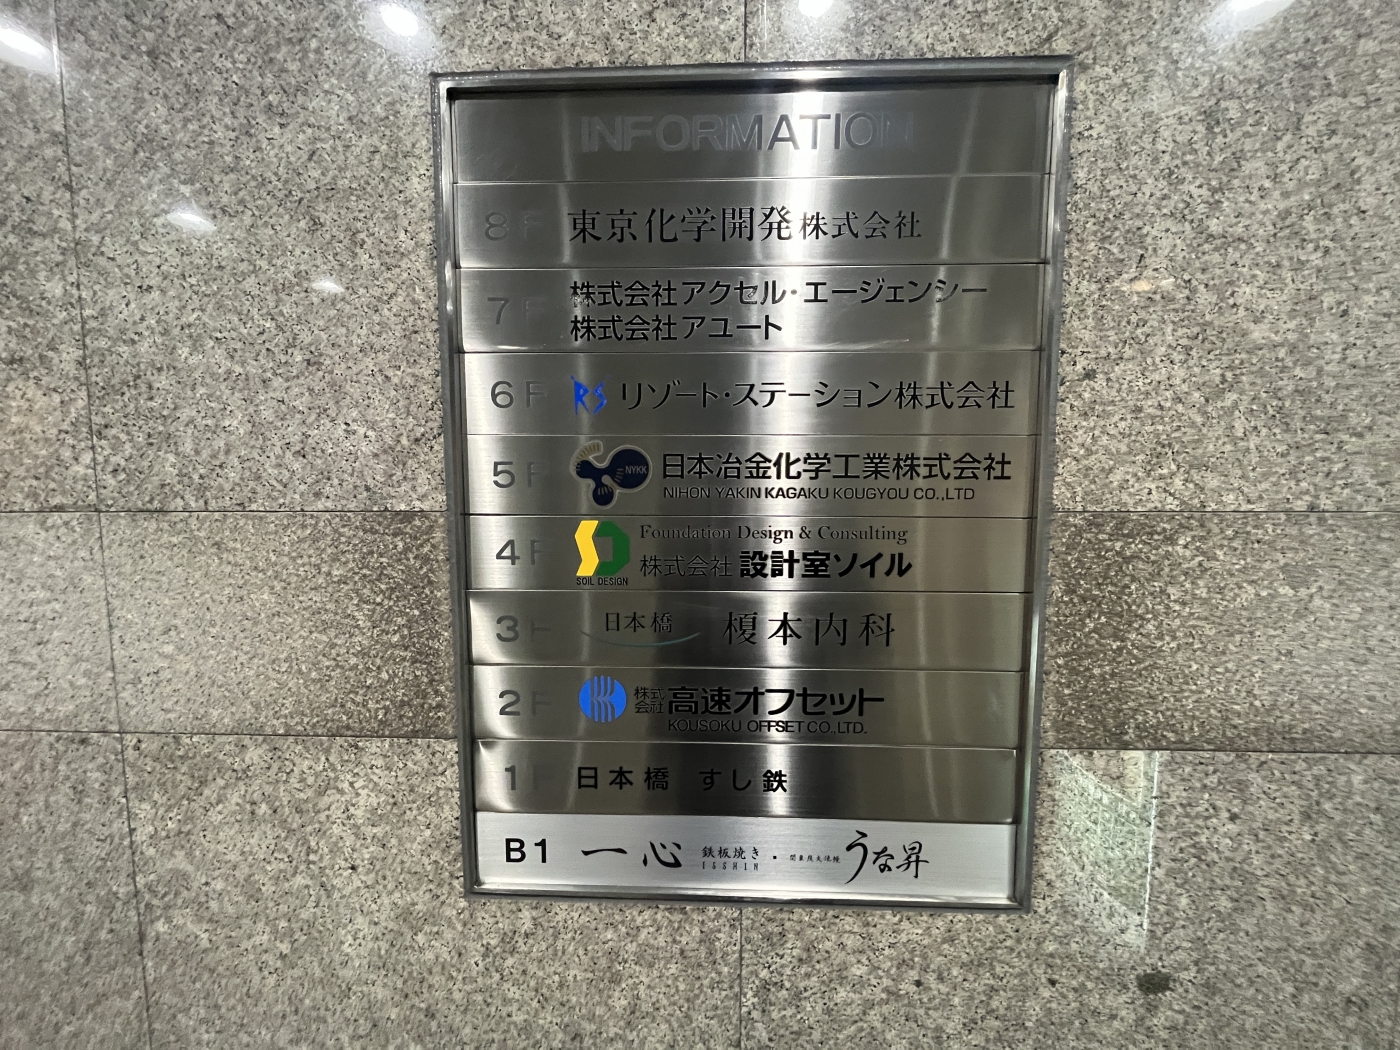 INFORMATION
8F 東京化学開発株式会社
7F 株式会社アクセル・エージェンシー
株式会社アユート
6F RS リゾート・ステーション株式会社
5F NYKK 日本冶金化学工業株式会社
NIHON YAKIN KAGAKU KOUGYOU CO.,LTD
4F Foundation Design & Consulting
SOIL DESIGN 株式会社 設計室ソイル
3F 日本橋 榎本内科
2F 株式会社 高速オフセット
KOUSOKU OFFSET CO.,LTD.
1F 日本橋 すし鉄
B1 一心 鉄板焼き ISSHIN ・ うな昇